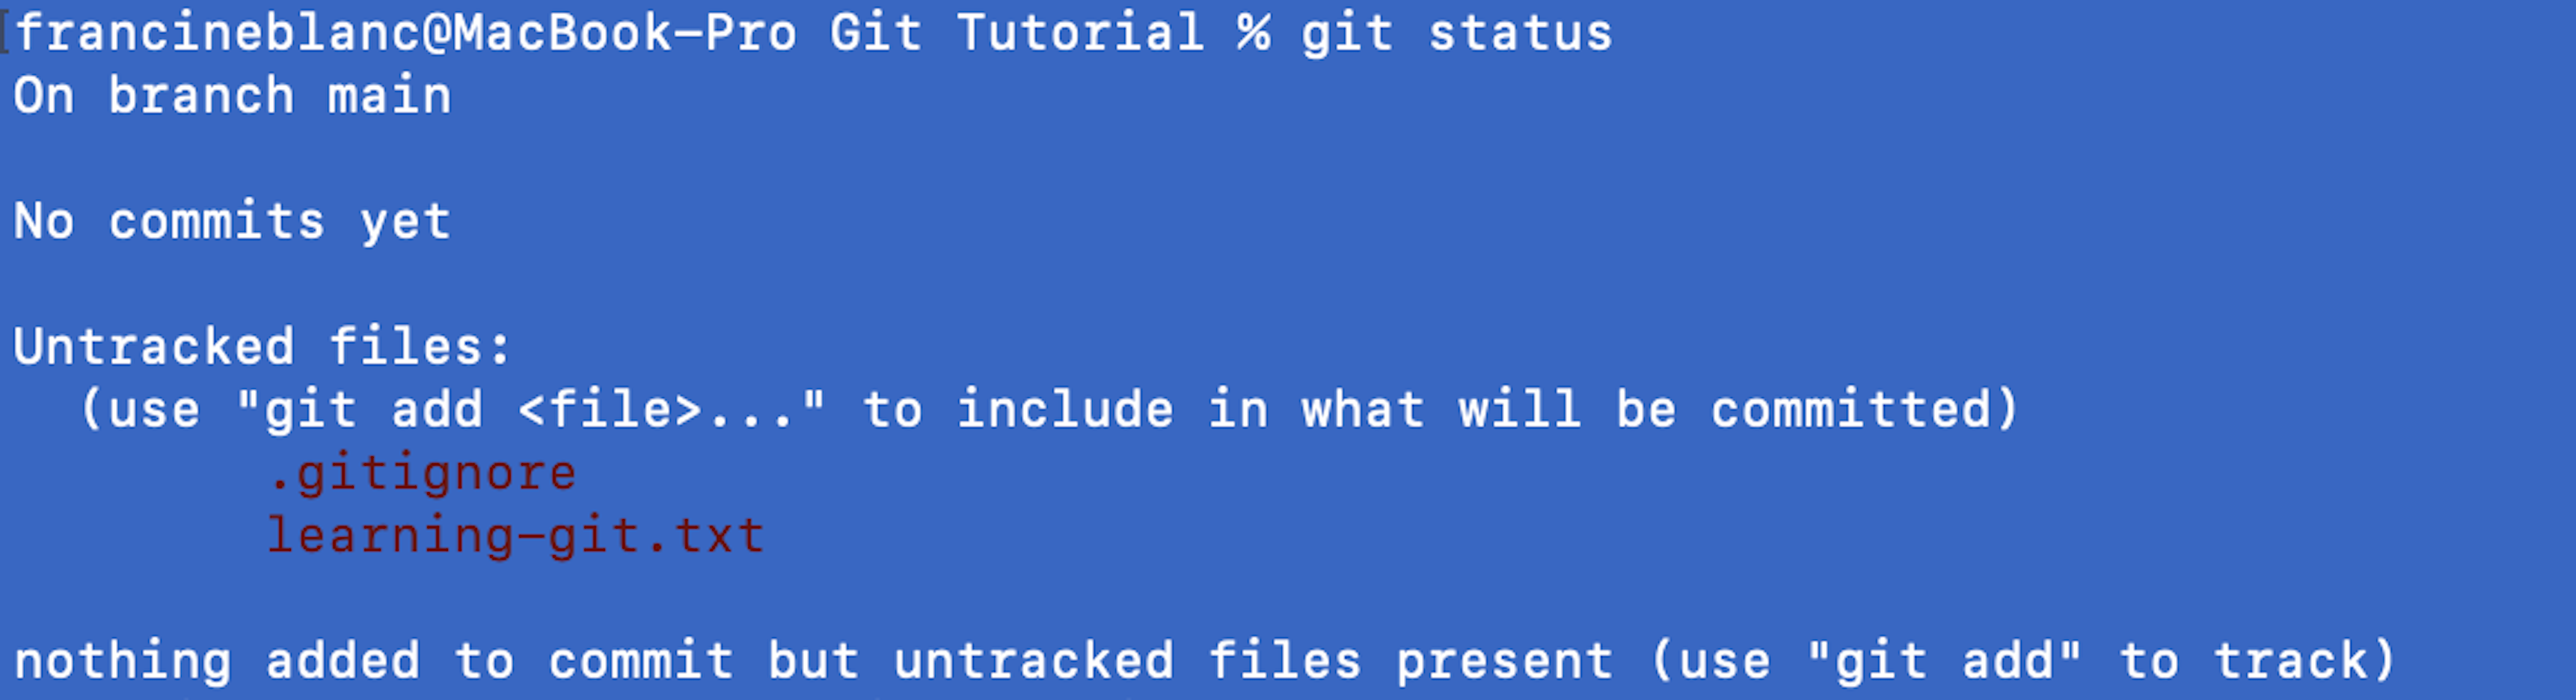 francineblanc@MacBook-Pro Git Tutorial % git status
On branch main
No commits yet
Untracked files:
  (use "git add <file>..." to include in what will be committed)
        .gitignore
        learning-git.txt
nothing added to commit but untracked files present (use "git add" to track)